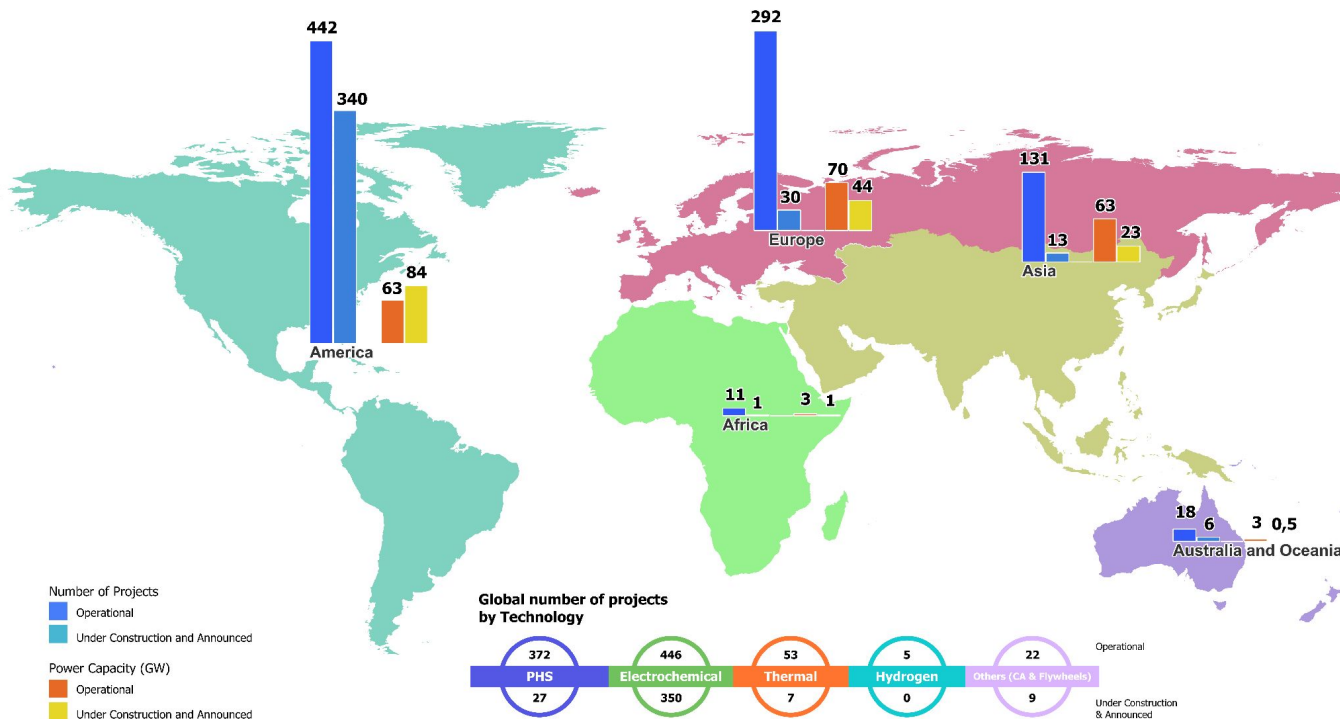 442
340
63
84
America
292
30
70
44
Europe
131
13
63
23
Asia
11
1
3
1
Africa
18
6
3
0,5
Australia and Oceania
Number of Projects
Operational
Under Construction and Announced
Power Capacity (GW)
Operational
Under Construction and Announced
Global number of projects
by Technology
372
446
53
5
22
Operational
PHS
Electrochemical
Thermal
Hydrogen
Others (CA & Flywheels)
27
350
7
0
9
Under Construction
& Announced